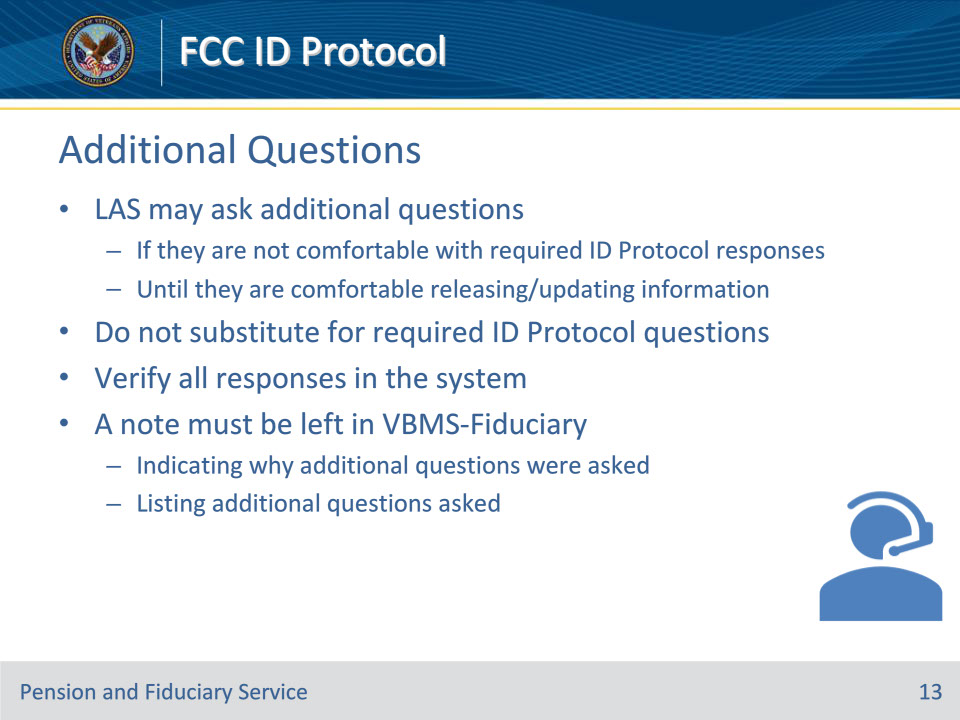 FCC ID Protocol
Additional Questions
• LAS may ask additional questions
– If they are not comfortable with required ID Protocol responses
– Until they are comfortable releasing/updating information
• Do not substitute for required ID Protocol questions
• Verify all responses in the system
• A note must be left in VBMS-Fiduciary
– Indicating why additional questions were asked
– Listing additional questions asked
Pension and Fiduciary Service
13